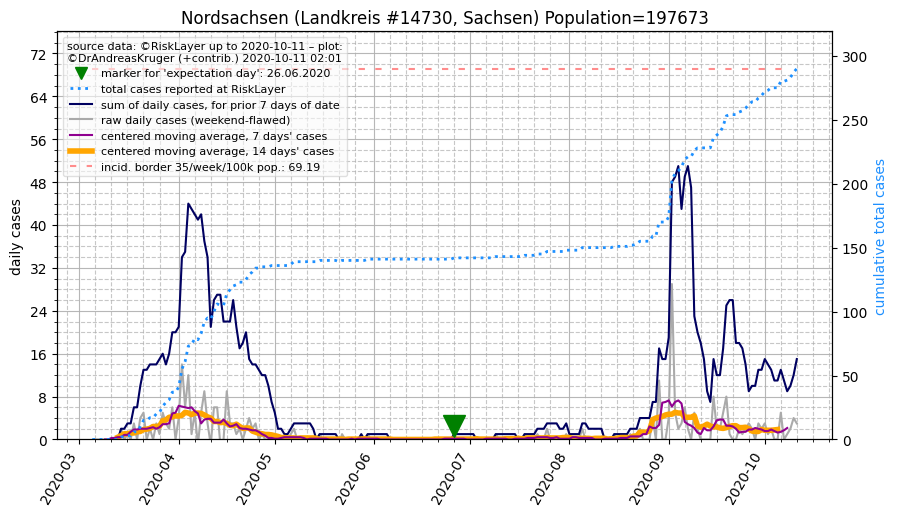 Nordsachsen (Landkreis #14730, Sachsen) Population=197673
source data: ©RiskLayer up to 2020-10-11 – plot:
©DrAndreasKruger (+contrib.) 2020-10-11 02:01
marker for 'expectation day': 26.06.2020
total cases reported at RiskLayer
sum of daily cases, for prior 7 days of date
raw daily cases (weekend-flawed)
centered moving average, 7 days' cases
centered moving average, 14 days' cases
incid. border 35/week/100k pop.: 69.19
daily cases
72
64
56
48
40
32
24
16
8
0
300
250
200
150
100
50
0
cumulative total cases
2020-03
2020-04
2020-05
2020-06
2020-07
2020-08
2020-09
2020-10